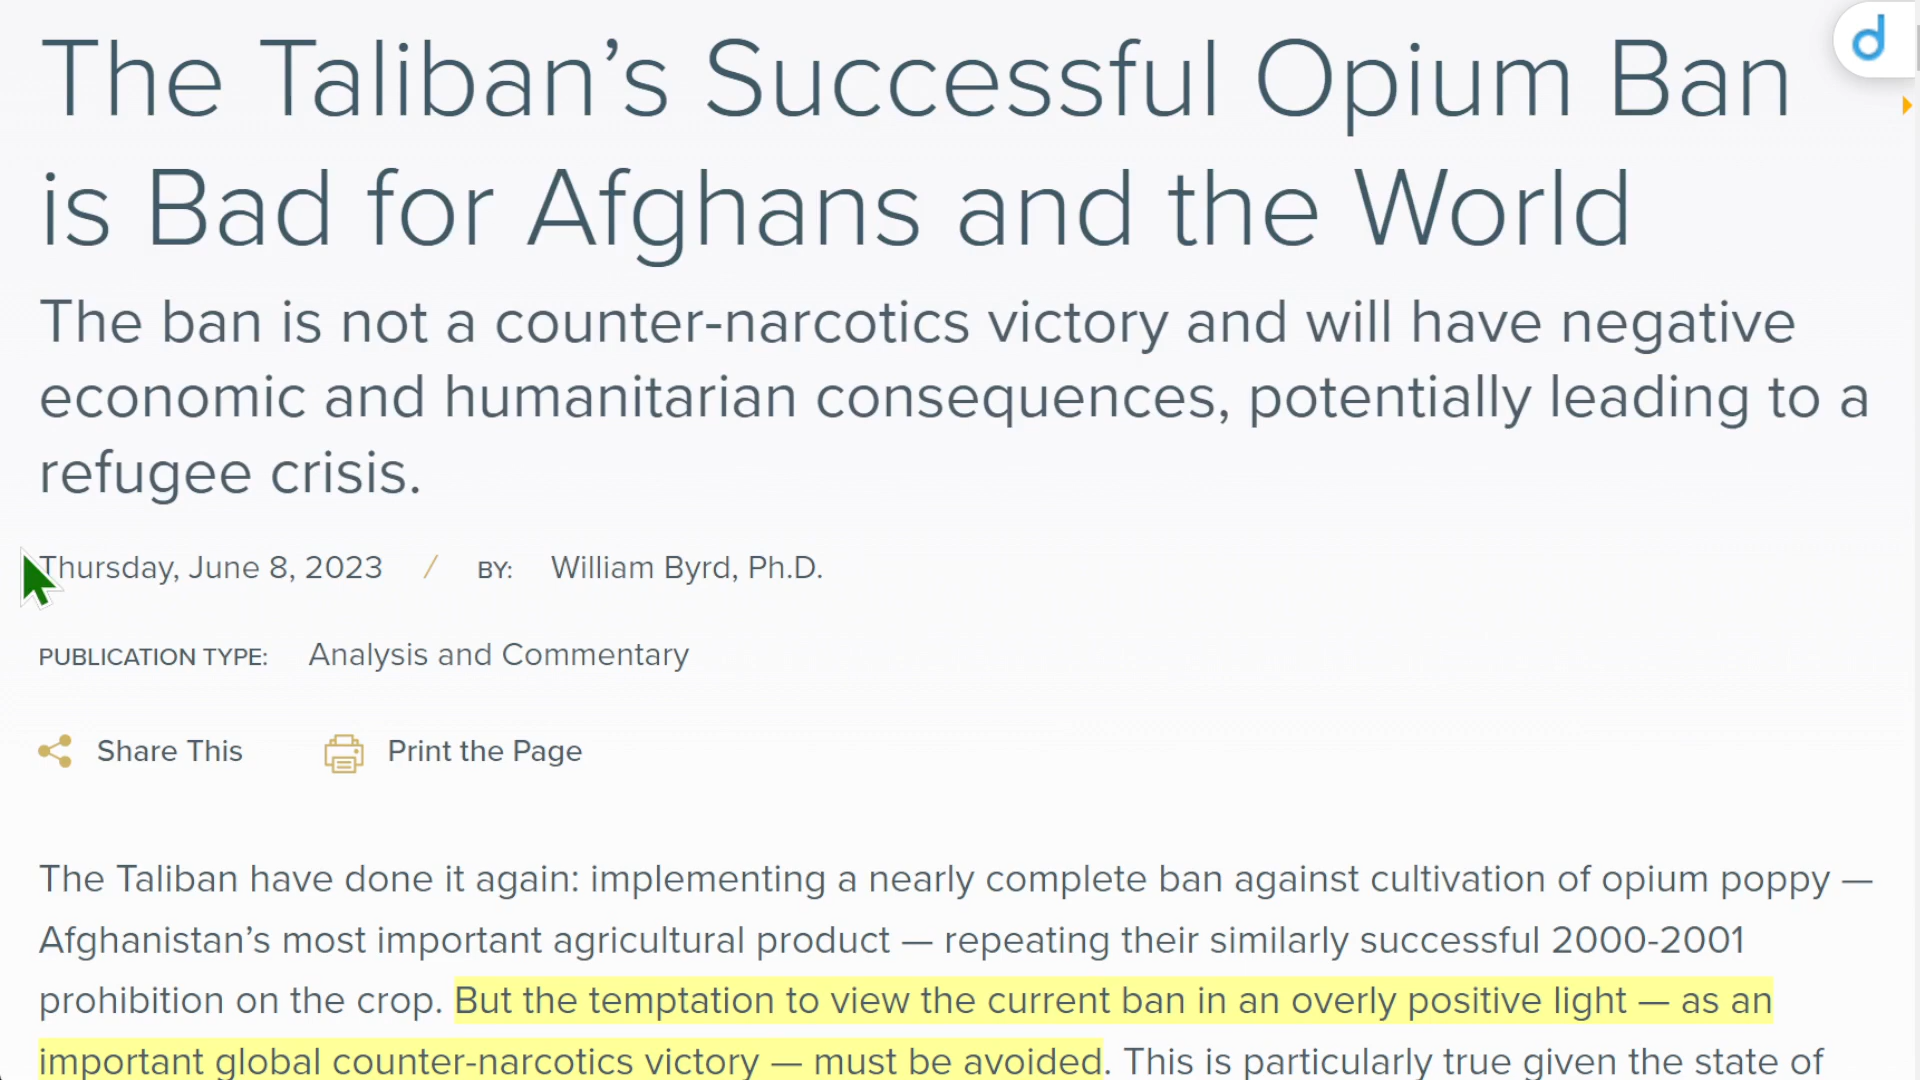 The Taliban’s Successful Opium Ban
is Bad for Afghans and the World
The ban is not a counter-narcotics victory and will have negative
economic and humanitarian consequences, potentially leading to a
refugee crisis.
Thursday, June 8, 2023 / BY: William Byrd, Ph.D.
PUBLICATION TYPE: Analysis and Commentary
Share This Print the Page
The Taliban have done it again: implementing a nearly complete ban against cultivation of opium poppy —
Afghanistan’s most important agricultural product — repeating their similarly successful 2000-2001
prohibition on the crop. But the temptation to view the current ban in an overly positive light — as an
important global counter-narcotics victory — must be avoided. This is particularly true given the state of